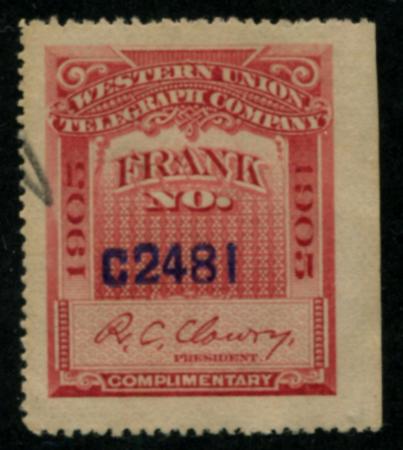 WESTERN UNION
TELEGRAPH COMPANY
FRANK
NO.
1905
1905
C2481
R. C. Clowry.
PRESIDENT.
COMPLIMENTARY